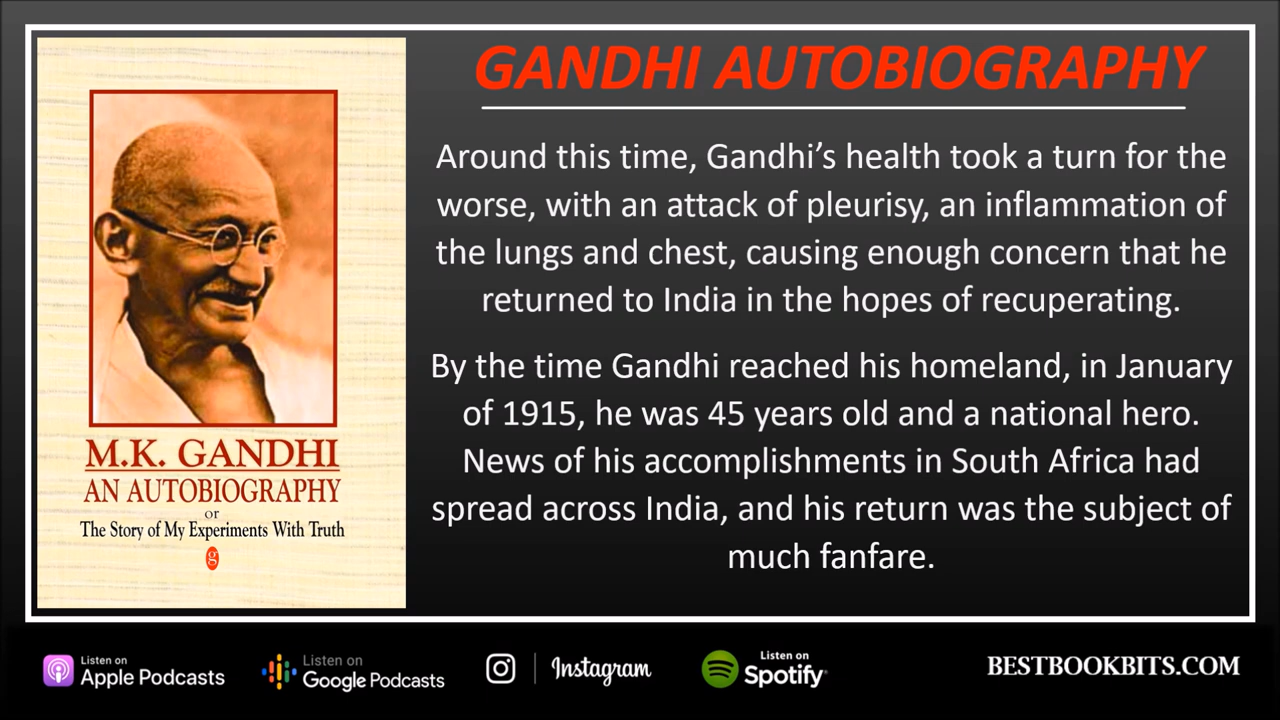 GANDHI AUTOBIOGRAPHY
Around this time, Gandhi’s health took a turn for the
worse, with an attack of pleurisy, an inflammation of
the lungs and chest, causing enough concern that he
returned to India in the hopes of recuperating.
By the time Gandhi reached his homeland, in January
of 1915, he was 45 years old and a national hero.
News of his accomplishments in South Africa had
spread across India, and his return was the subject of
much fanfare.
M.K. GANDHI
AN AUTOBIOGRAPHY
or
The Story of My Experiments With Truth
g
Listen on
Apple Podcasts
Listen on
Google Podcasts
Instagram
Listen on
Spotify
BESTBOOKBITS.COM